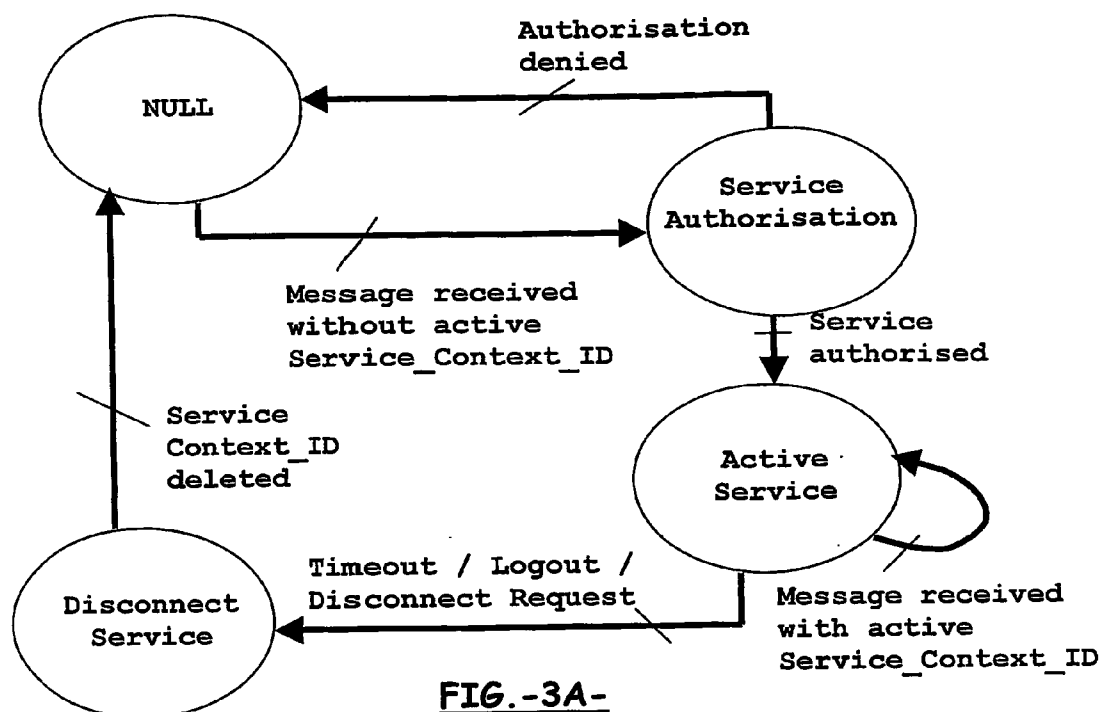 Authorisation
denied
NULL
Service
Authorisation
Message received
without active
Service_Context_ID
Service
authorised
Service
Context_ID
deleted
Active
Service
Timeout / Logout /
Disconnect Request
Disconnect
Service
Message received
with active
Service_Context_ID
FIG.-3A-